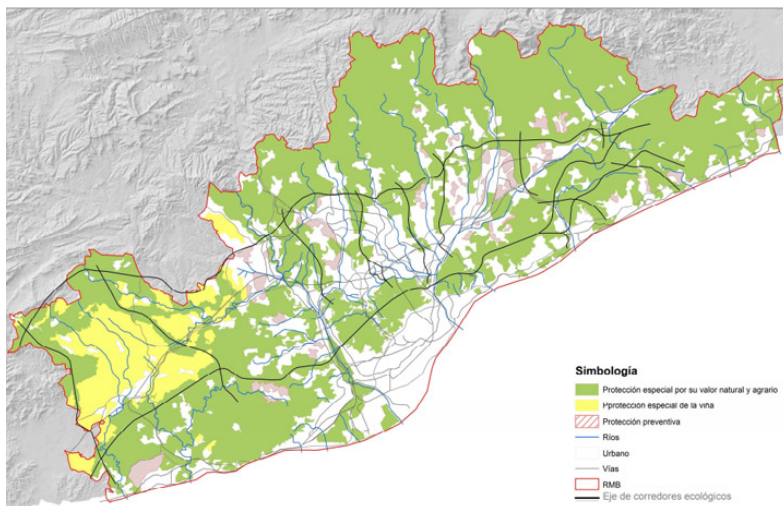 Simbología
Protección especial por su valor natural y agrario
Pprotección especial de la viña
Protección preventiva
Ríos
Urbano
Vías
RMB
Eje de corredores ecológicos